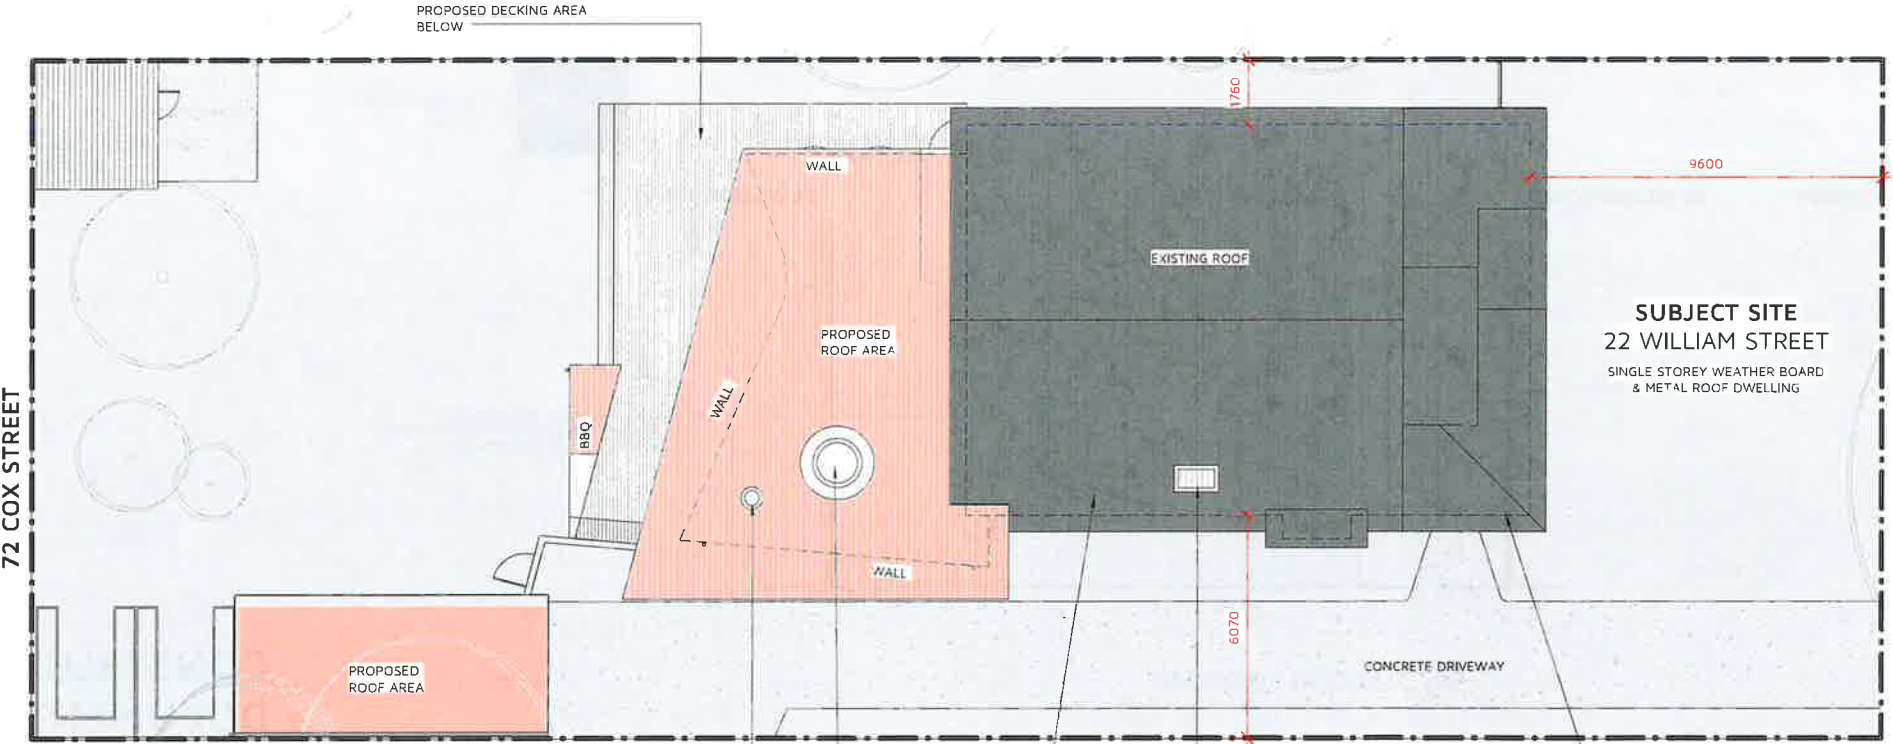 PROPOSED DECKING AREA
BELOW
1760
WALL
9600
EXISTING ROOF
SUBJECT SITE
22 WILLIAM STREET
SINGLE STOREY WEATHER BOARD
& METAL ROOF DWELLING
PROPOSED
ROOF AREA
WALL
BBQ
72 COX STREET
WALL
6070
CONCRETE DRIVEWAY
PROPOSED
ROOF AREA